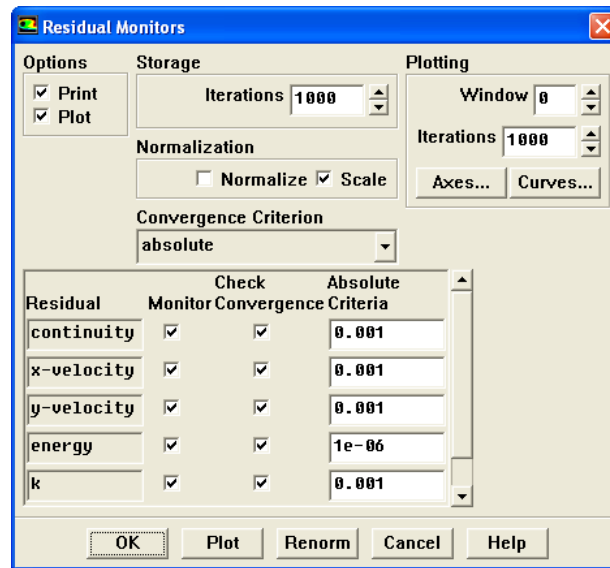 Residual Monitors
Options
Print
Plot
Storage
Iterations 1000
Normalization
Normalize Scale
Convergence Criterion
absolute
Plotting
Window 0
Iterations 1000
Axes... Curves...
Residual Monitor Check Convergence Absolute Criteria
continuity 0.001
x-velocity 0.001
y-velocity 0.001
energy 1e-06
k 0.001
OK Plot Renorm Cancel Help